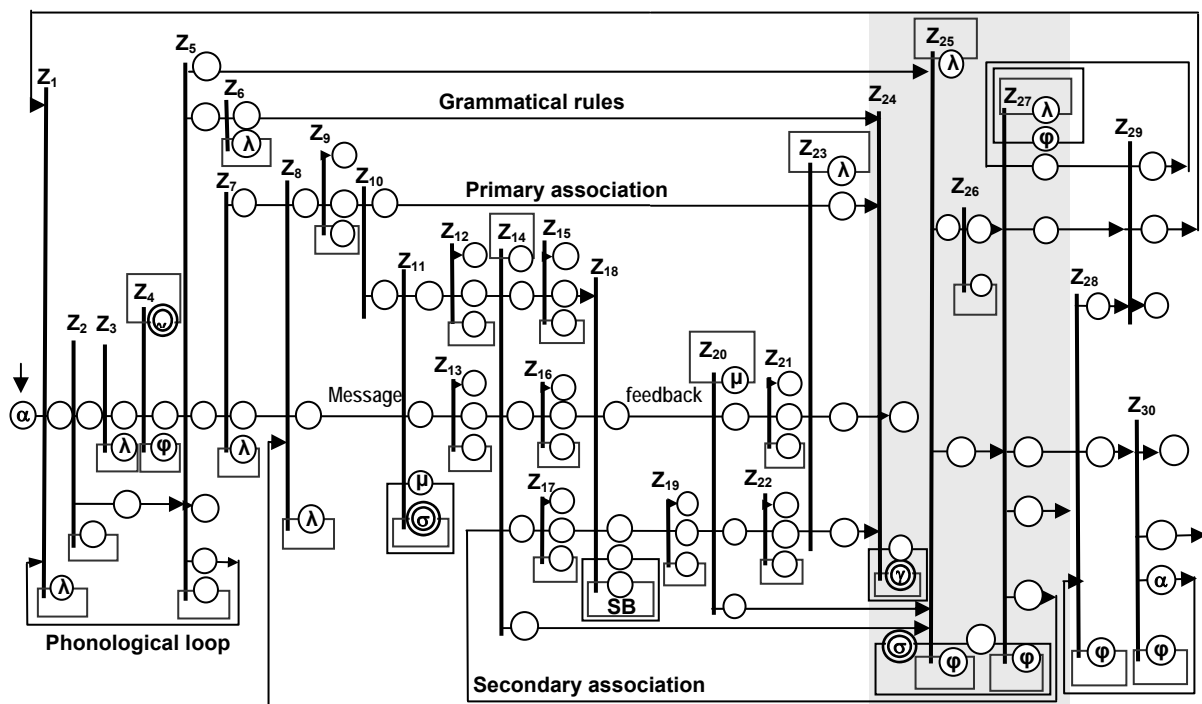 Z5
Z25
Z1
Z6
λ
Z27
Grammatical rules
Z24
λ
Z9
λ
φ
Z29
Z8
Z10
Z23
λ
Z7
Primary association
Z26
Z12
Z14
Z15
Z11
Z18
Z4
Z28
Z2
Z3
Z13
Z16
Z20
μ
Z21
Message
feedback
α
Z30
λ
φ
λ
μ
Z17
Z19
Z22
λ
σ
γ
α
λ
SB
Phonological loop
σ
φ
φ
φ
φ
Secondary association